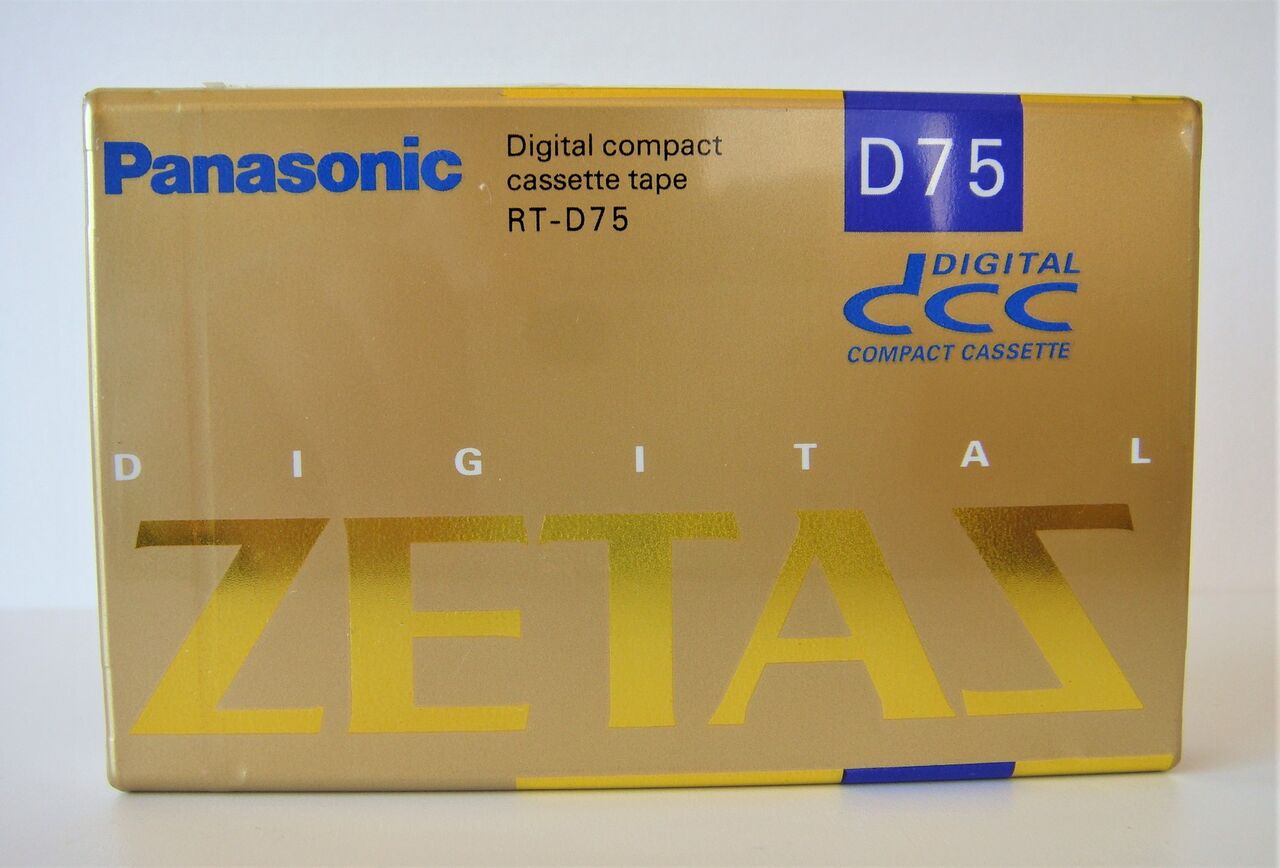 Panasonic
Digital compact
cassette tape
RT-D75
D75
DIGITAL
dcc
COMPACT CASSETTE
DIGITAL
ZETAS